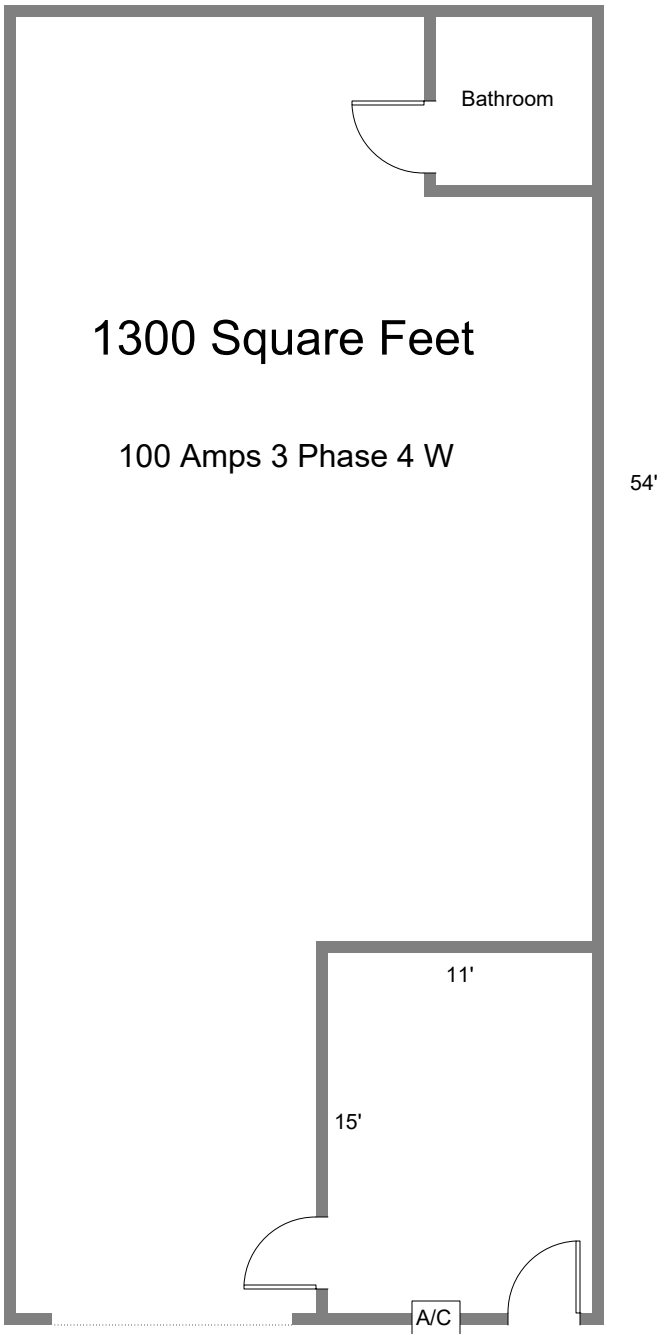 Bathroom
1300 Square Feet
100 Amps 3 Phase 4 W
54'
11'
15'
A/C